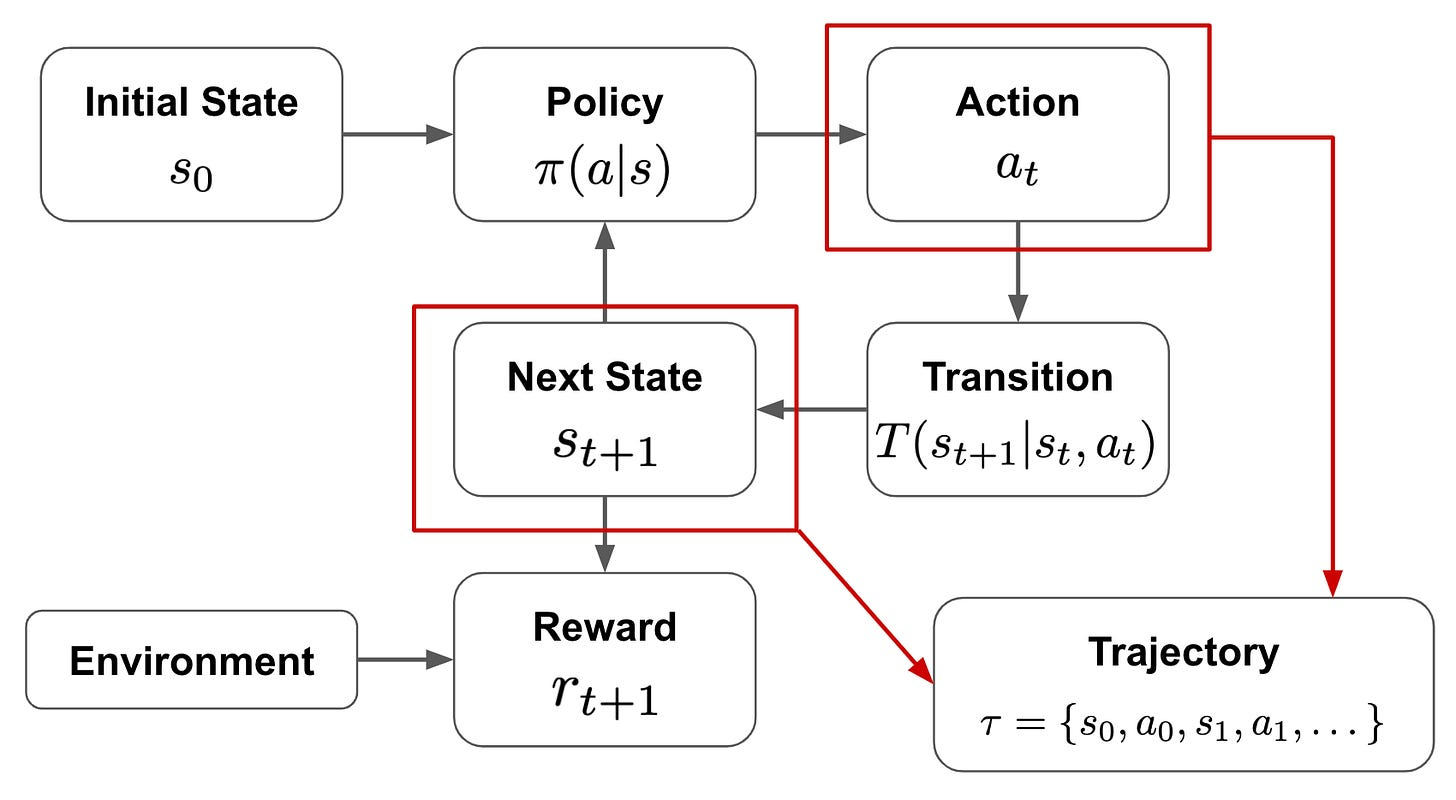 Initial State
s₀
Policy
π(a|s)
Action
aₜ
Next State
sₜ₊₁
Transition
T(sₜ₊₁|sₜ, aₜ)
Environment
Reward
rₜ₊₁
Trajectory
τ = {s₀, a₀, s₁, a₁, . . . }